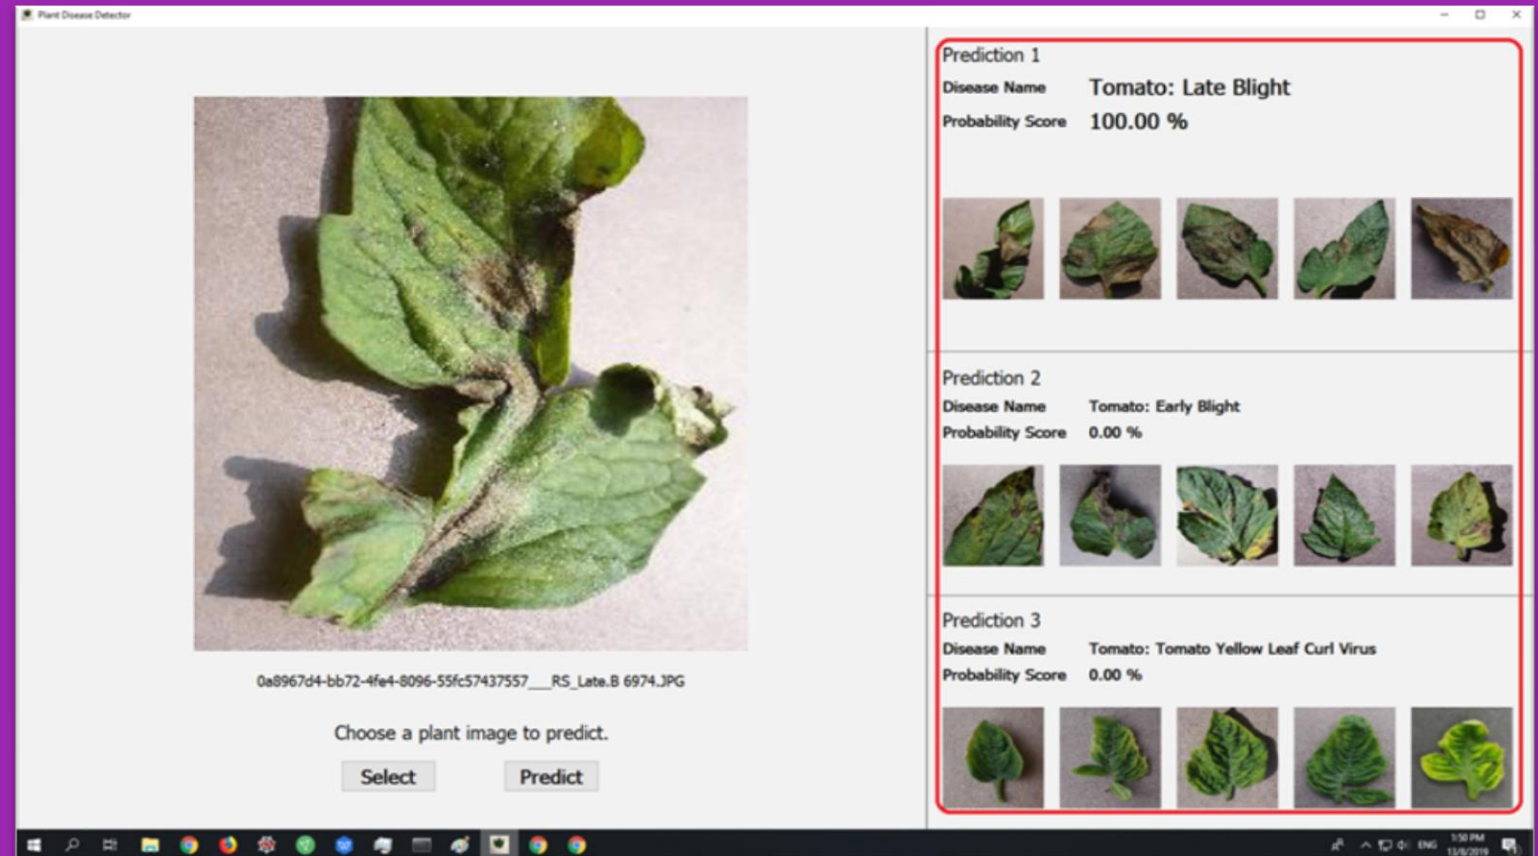 Plant Disease Detector
0a8967d4-bb72-4fe4-8096-55fc57437557___RS_Late.B 6974.JPG
Choose a plant image to predict.
Select Predict
Prediction 1
Disease Name Tomato: Late Blight
Probability Score 100.00 %
Prediction 2
Disease Name Tomato: Early Blight
Probability Score 0.00 %
Prediction 3
Disease Name Tomato: Tomato Yellow Leaf Curl Virus
Probability Score 0.00 %
ENG
1:50 PM
13/8/2019